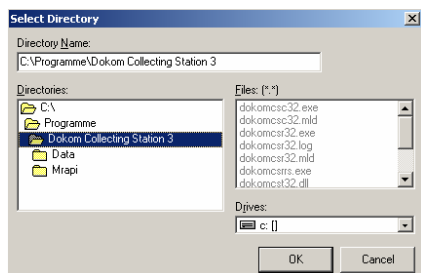 Select Directory
Directory Name:
C:\Programme\Dokom Collecting Station 3
Directories:
C:\
Programme
Dokom Collecting Station 3
Data
Mrapi
Files: (*.*)
dokomcsc32.exe
dokomcsc32.mld
dokomcsr32.exe
dokomcsr32.log
dokomcsr32.mld
dokomcsrrs.exe
dokomcst32.dll
Drives:
c: []
OK
Cancel